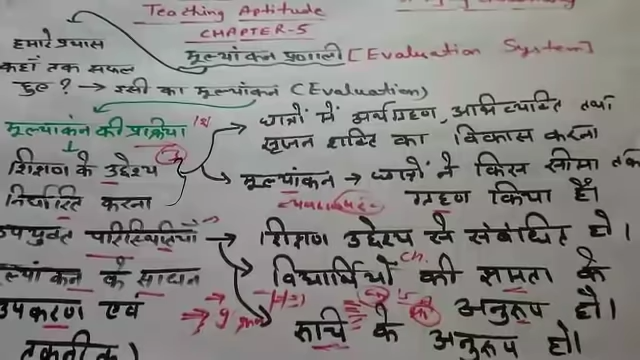 Teaching Aptitude
CHAPTER-5
मूल्यांकन प्रणाली [Evaluation System]
हमारे प्रयास
कहाँ तक सफल
हुए? → इसी का मूल्यांकन (Evaluation)
मूल्यांकन की प्रक्रिया
शिक्षण के उद्देश्य
निर्धारित करना
छात्रों में अर्थग्रहण, अभिव्यक्ति तथा
सृजन शक्ति का विकास करना
मूल्यांकन → छात्रों ने किस सीमा तक
ग्रहण किया है।
उपयुक्त परिस्थितियाँ
शिक्षण उद्देश्य से संबंधित हो।
विद्यार्थियों की क्षमता के
अनुरूप हो।
रूचि के अनुरूप हो।
मूल्यांकन के साधन
उपकरण एवं
तकनीक।